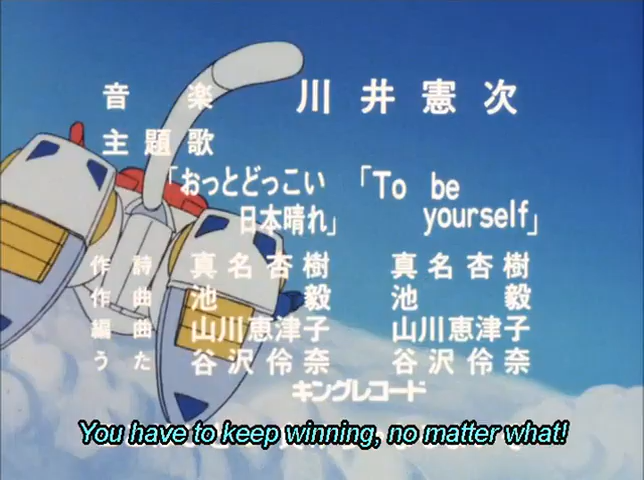 音楽 川井憲次
主題歌
「おっとどっこい 「To be
日本晴れ」 yourself」
作詩 真名杏樹 真名杏樹
作曲 池毅 池毅
編曲 山川恵津子 山川恵津子
うた 谷沢伶奈 谷沢伶奈
キングレコード
You have to keep winning, no matter what!